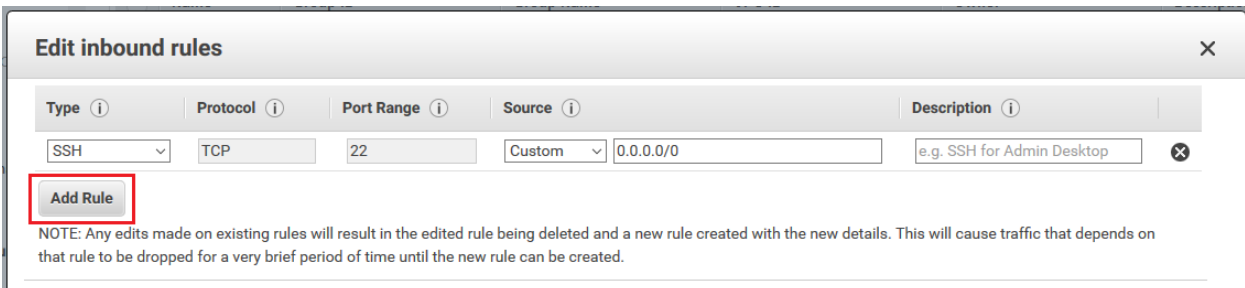 Edit inbound rules
Type Protocol Port Range Source Description
SSH TCP 22 Custom 0.0.0.0/0 e.g. SSH for Admin Desktop
Add Rule
NOTE: Any edits made on existing rules will result in the edited rule being deleted and a new rule created with the new details. This will cause traffic that depends on
that rule to be dropped for a very brief period of time until the new rule can be created.